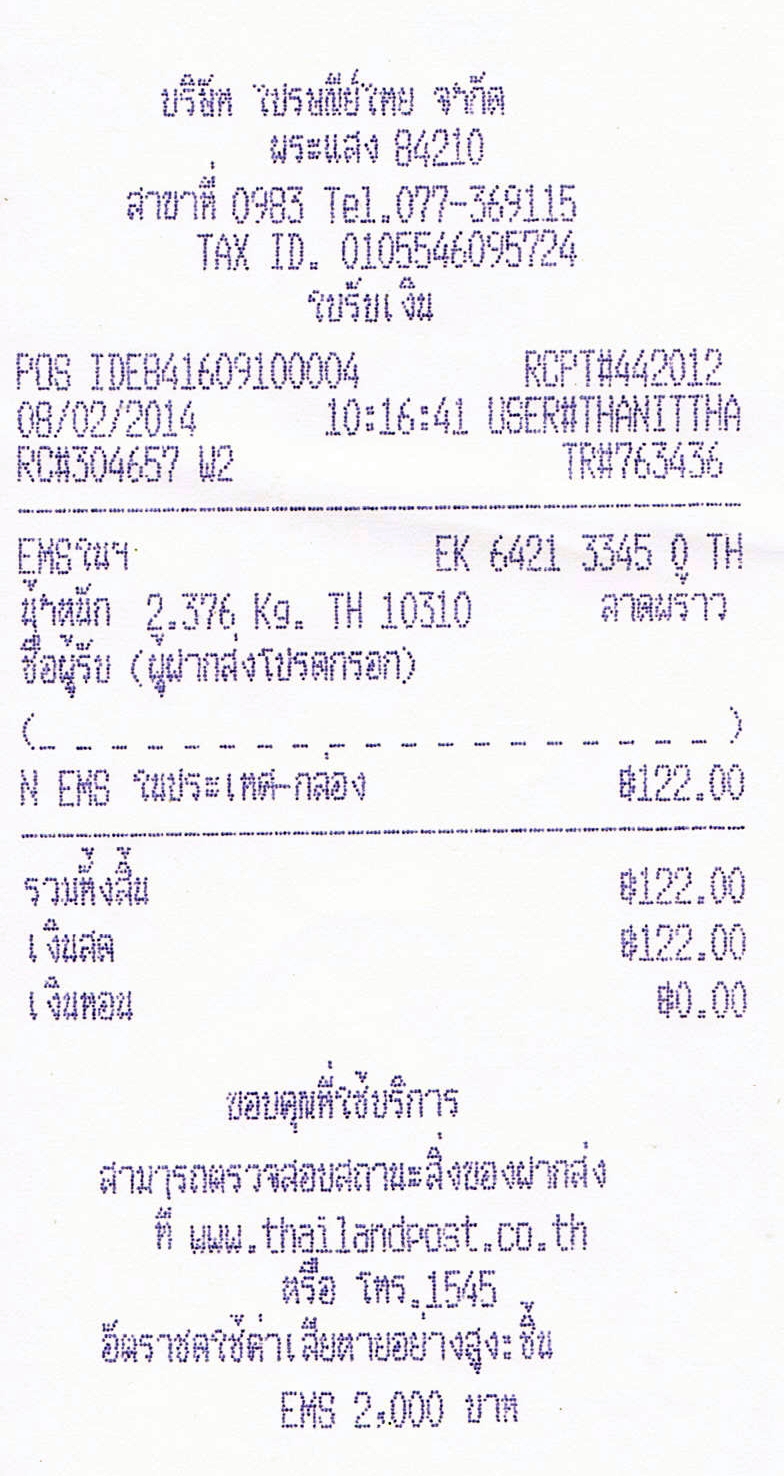 บริษัท ไปรษณีย์ไทย จำกัด
พระแสง 84210
สาขาที่ 0983 Tel.077-369115
TAX ID. 0105546095724
ใบรับเงิน
POS IDE841609100004 RCPT#442012
08/02/2014 10:16:41 USER#THANITTHA
RC#304657 W2 TR#763436
EMSในฯ EK 6421 3345 0 TH
น้ำหนัก 2.376 Kg. TH 10310 ลาดพร้าว
ชื่อผู้รับ (ผู้ฝากส่งโปรดกรอก)
(_ _ _ _ _ _ _ _ _ _ _ _ _ _ _ _ _ _ _)
N EMS ในประเทศ-กล่อง ฿122.00
รวมทั้งสิ้น ฿122.00
เงินสด ฿122.00
เงินทอน ฿0.00
ขอบคุณที่ใช้บริการ
สามารถตรวจสอบสถานะสิ่งของฝากส่ง
ที่ www.thailandpost.co.th
หรือ โทร.1545
อัตราชดใช้ค่าเสียหายอย่างสูงะชิ้น
EMS 2,000 บาท